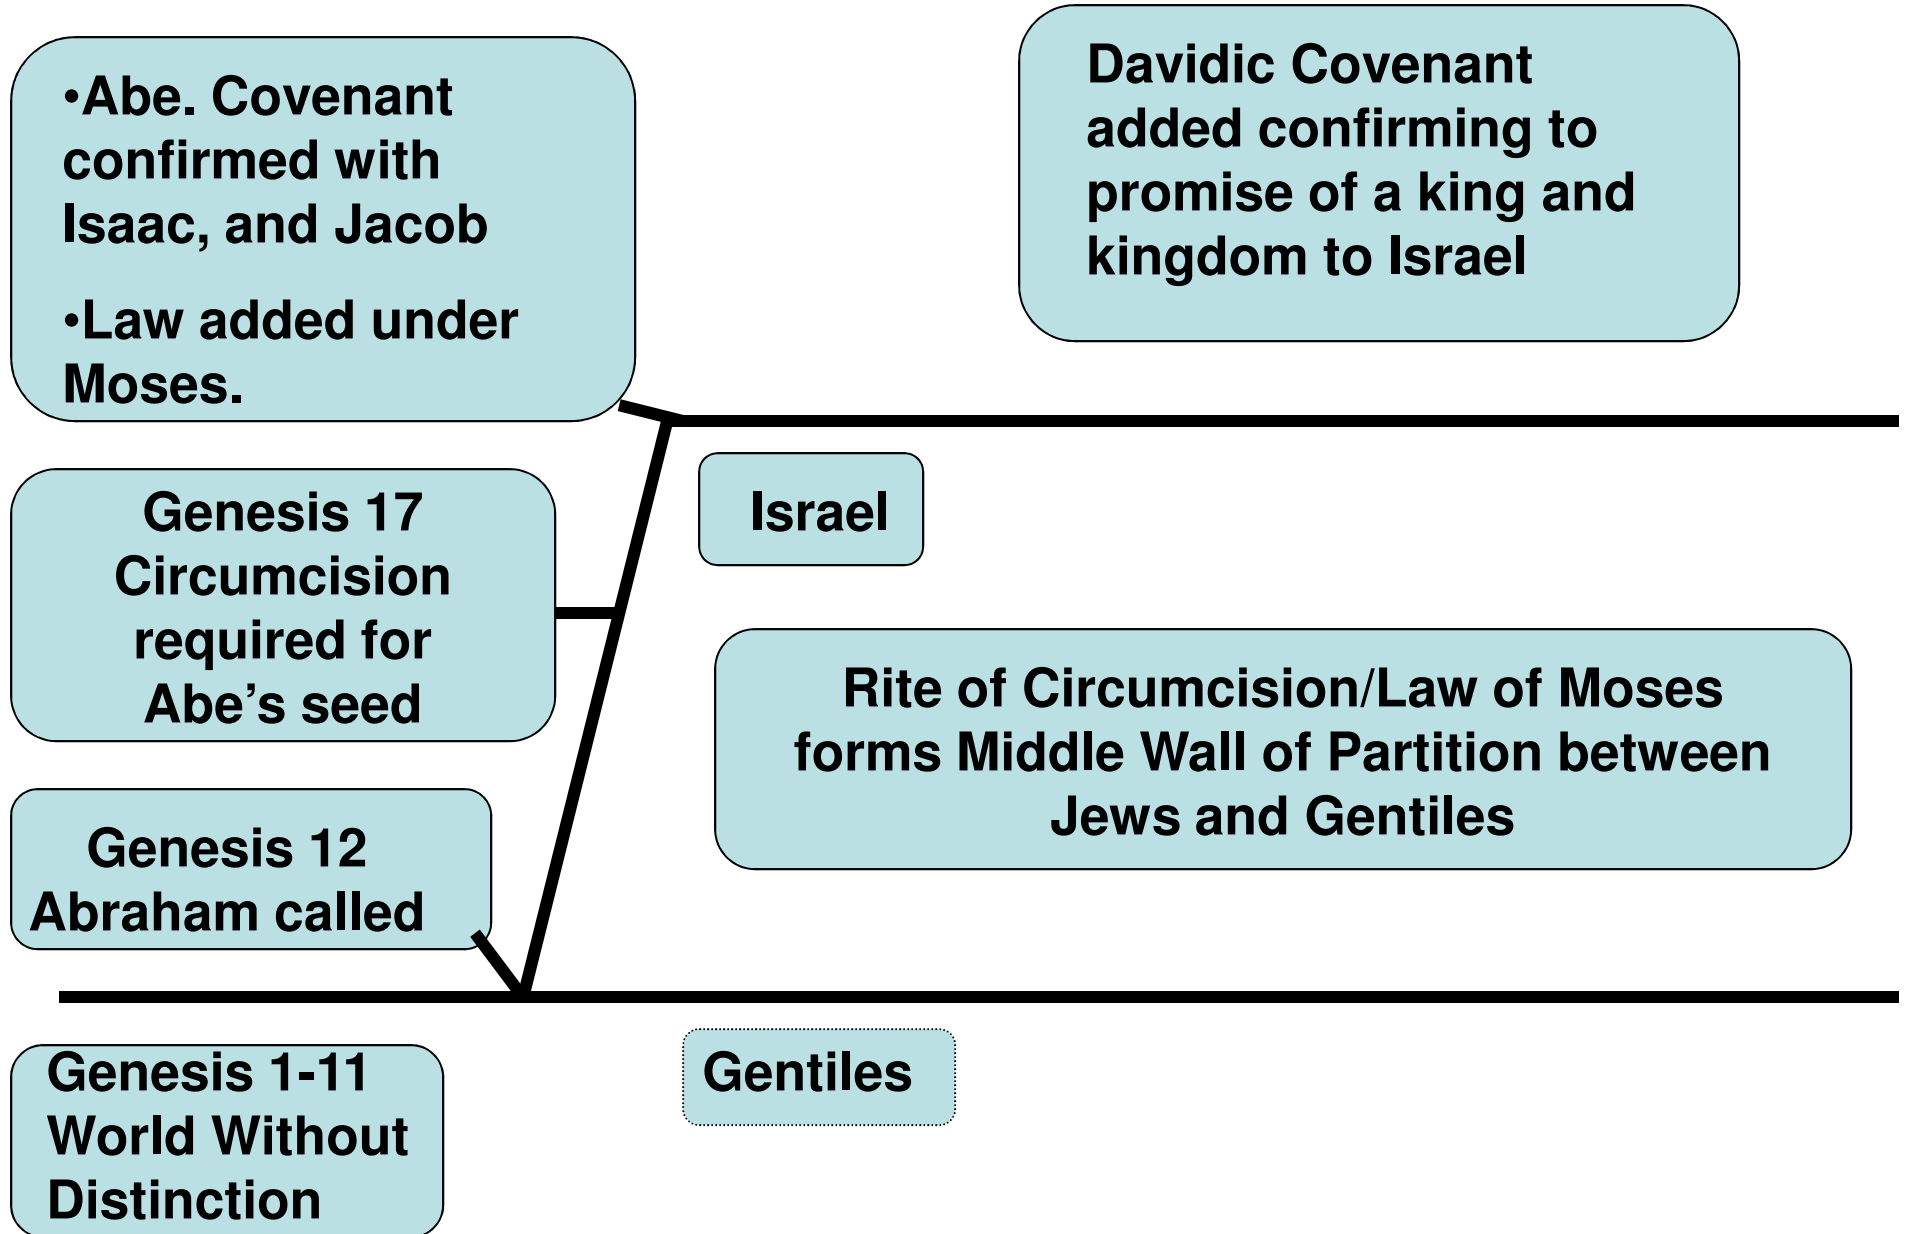 •Abe. Covenant
confirmed with
Isaac, and Jacob
•Law added under
Moses.
Davidic Covenant
added confirming to
promise of a king and
kingdom to Israel
Genesis 17
Circumcision
required for
Abe’s seed
Israel
Rite of Circumcision/Law of Moses
forms Middle Wall of Partition between
Jews and Gentiles
Genesis 12
Abraham called
Genesis 1-11
World Without
Distinction
Gentiles